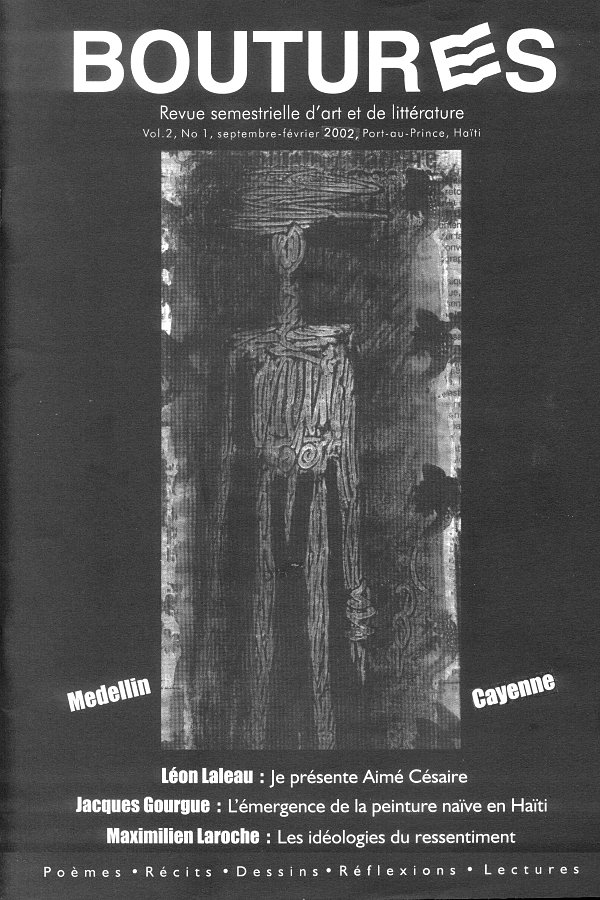 BOUTURES
Revue semestrielle d'art et de littérature
Vol.2, No 1, septembre-février 2002, Port-au-Prince, Haïti
Medellin
Cayenne
Léon Laleau : Je présente Aimé Césaire
Jacques Gourgue : L'émergence de la peinture naïve en Haïti
Maximilien Laroche : Les idéologies du ressentiment
Poèmes • Récits • Dessins • Réflexions • Lectures